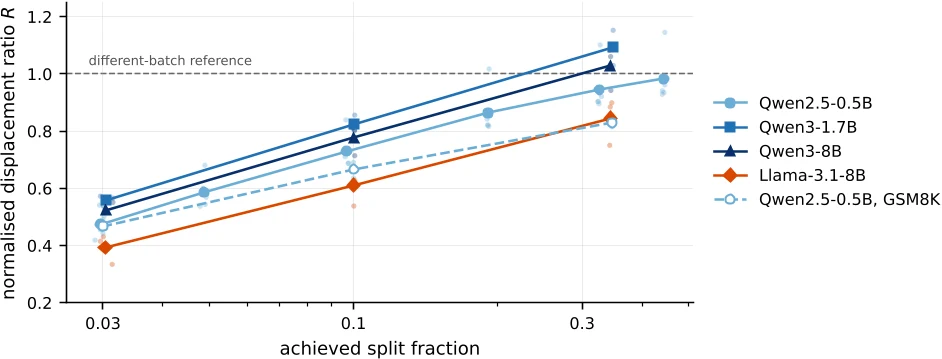 normalised displacement ratio R
1.2
1.0
0.8
0.6
0.4
0.2
different-batch reference
0.03
0.1
0.3
achieved split fraction
Qwen2.5-0.5B
Qwen3-1.7B
Qwen3-8B
Llama-3.1-8B
Qwen2.5-0.5B, GSM8K